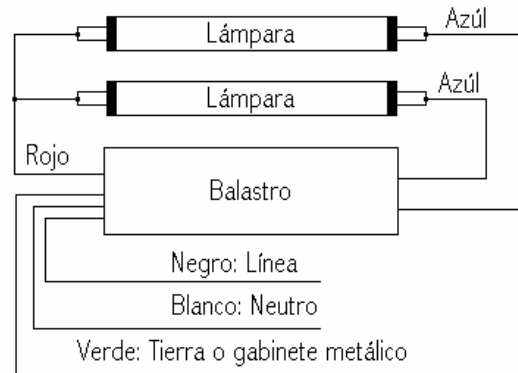 Azúl
Lámpara
Azúl
Lámpara
Rojo
Balastro
Negro: Línea
Blanco: Neutro
Verde: Tierra o gabinete metálico